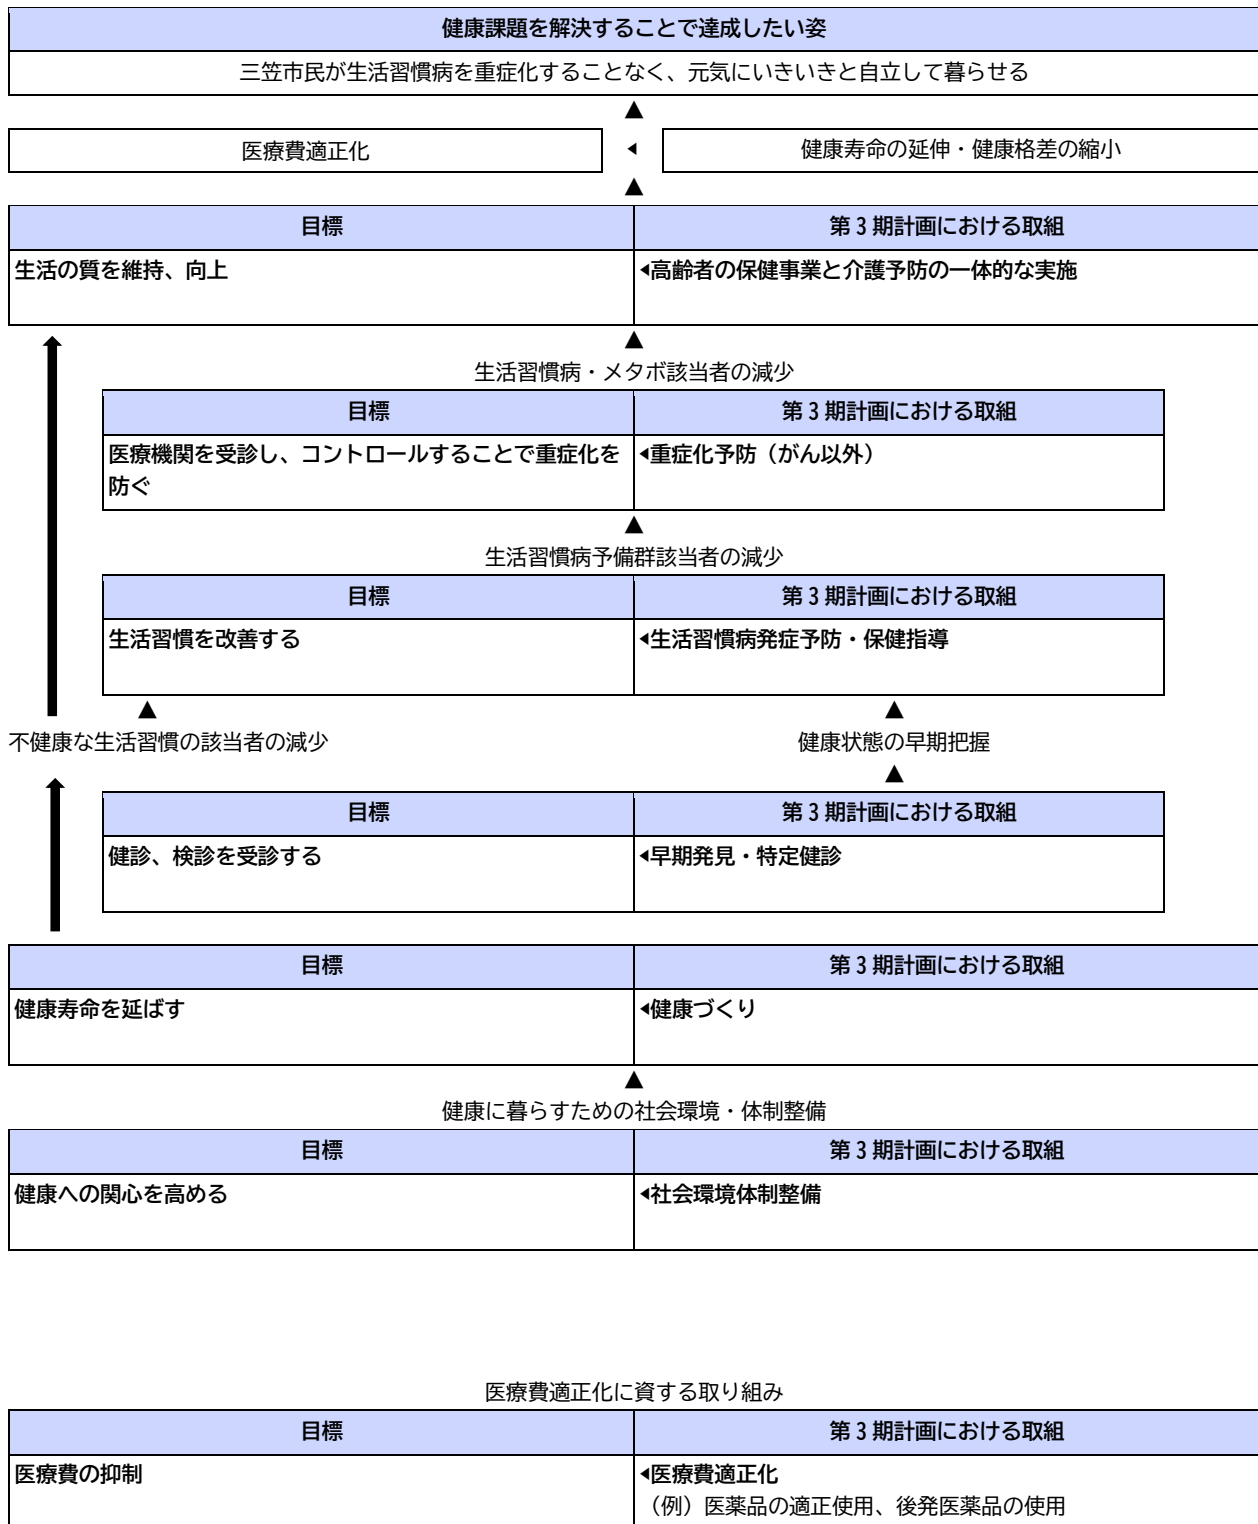 健康課題を解決することで達成したい姿
三笠市民が生活習慣病を重症化することなく、元気にいきいきと自立して暮らせる
▲
医療費適正化 ◀ 健康寿命の延伸・健康格差の縮小
▲
目標 第3期計画における取組
生活の質を維持、向上 ◀高齢者の保健事業と介護予防の一体的な実施
▲
生活習慣病・メタボ該当者の減少
目標 第3期計画における取組
医療機関を受診し、コントロールすることで重症化を ◀重症化予防（がん以外）
防ぐ
▲
生活習慣病予備群該当者の減少
目標 第3期計画における取組
生活習慣を改善する ◀生活習慣病発症予防・保健指導
▲ ▲
不健康な生活習慣の該当者の減少 健康状態の早期把握
▲
目標 第3期計画における取組
健診、検診を受診する ◀早期発見・特定健診
目標 第3期計画における取組
健康寿命を延ばす ◀健康づくり
▲
健康に暮らすための社会環境・体制整備
目標 第3期計画における取組
健康への関心を高める ◀社会環境体制整備
医療費適正化に資する取り組み
目標 第3期計画における取組
医療費の抑制 ◀医療費適正化
（例）医薬品の適正使用、後発医薬品の使用